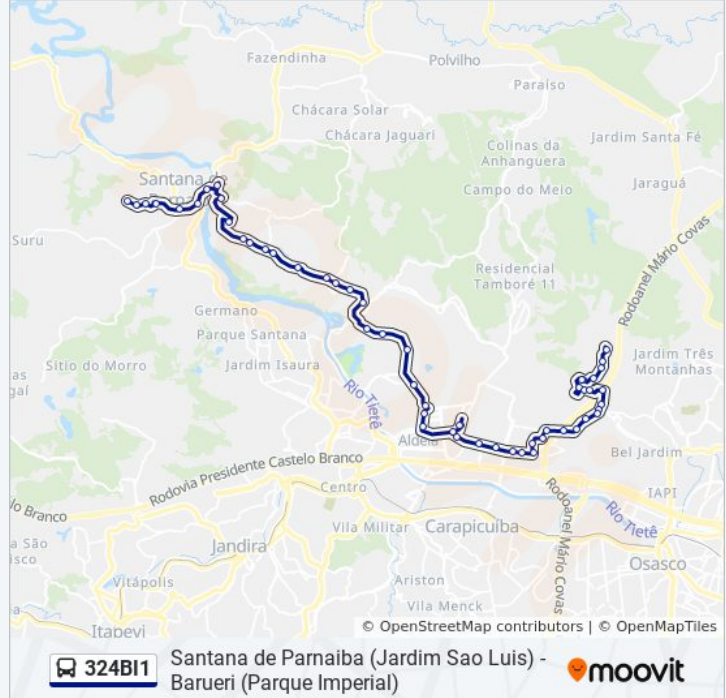 Fazendinha
Polvilho
Paraíso
Chácara Solar
Chácara Jaguari
Colinas da
Anhanguera
Jardim Santa Fé
Santana de
Campo do Meio
Jaraguá
Suru
Rodoanel Mário Covas
Residencial
Tamboré 11
Germano
Parque Santana
Sítio do Morro
Jardim Isaura
Jardim Três
Montanhas
Rio Tietê
Aldeia
Bel Jardim
Rodovia Presidente Castelo Branco
lo Branco
Centro
Rodoanel Mário Covas
IAPI
Rio Tietê
Vila Militar
Carapicuíba
Jandira
Osasco
Vitápolis
Ariston
Vila Menck
Itabevi
© OpenStreetMap contributors | © OpenMapTiles
324BI1
Santana de Parnaiba (Jardim Sao Luis) -
Barueri (Parque Imperial)
moovit